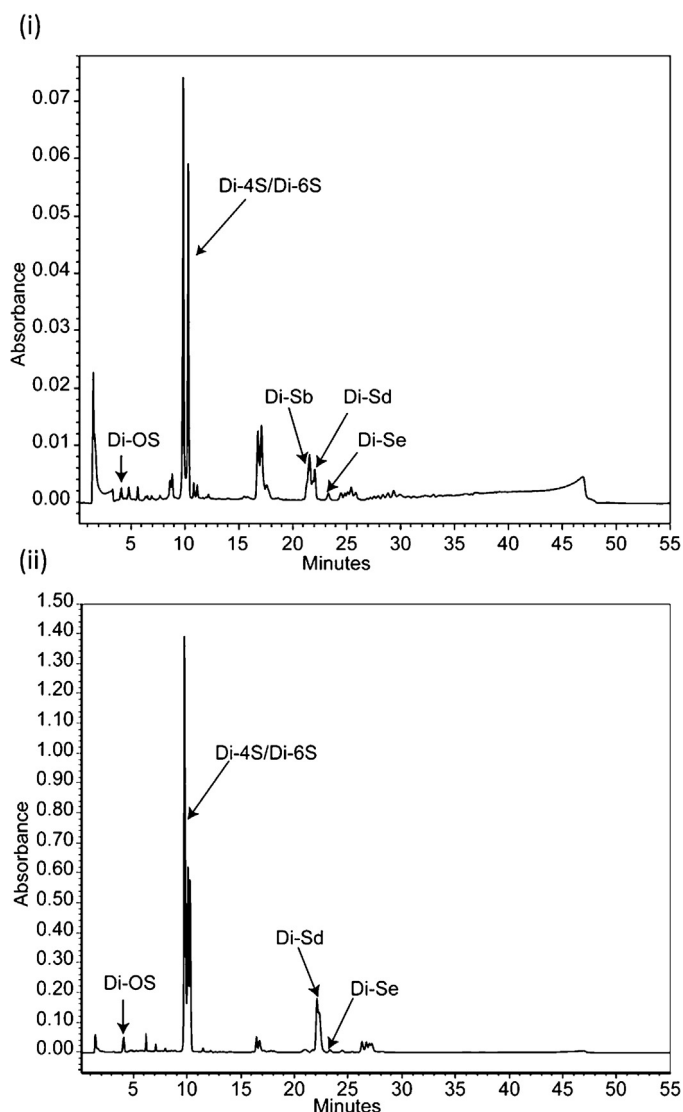 (i)
0.07
0.06
Di-4S/Di-6S
0.05
0.04
Absorbance
0.03
0.02
Di-Sb
Di-Sd
Di-OS
0.01
Di-Se
0.00
5 10 15 20 25 30 35 40 45 50 55
Minutes
(ii)
1.50
1.40
1.30
1.20
1.10
1.00
Di-4S/Di-6S
0.90
0.80
Absorbance
0.70
0.60
0.50
0.40
Di-Sd
0.30
Di-OS
Di-Se
0.20
0.10
0.00
5 10 15 20 25 30 35 40 45 50 55
Minutes